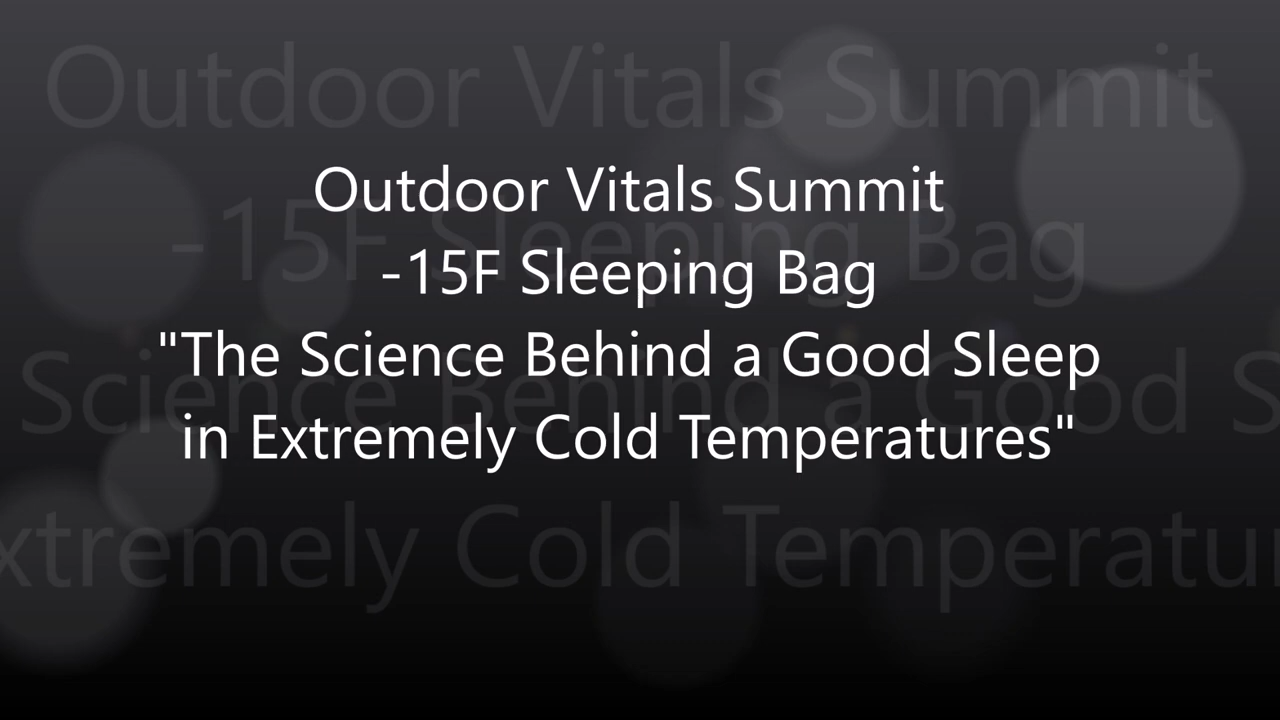 Outdoor Vitals Summit
-15F Sleeping Bag
"The Science Behind a Good Sleep
in Extremely Cold Temperatures"